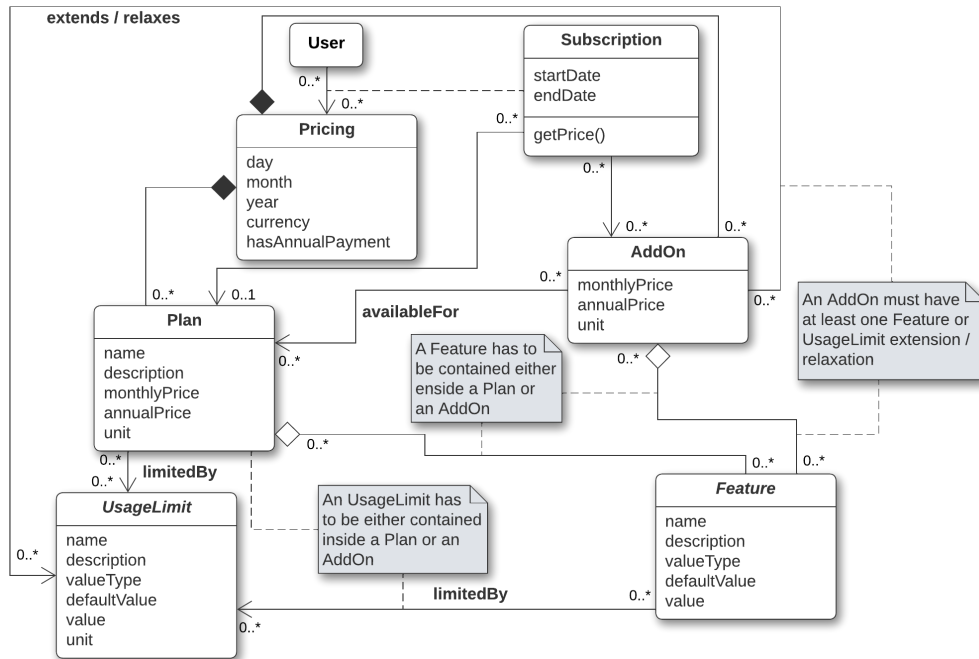 extends / relaxes
User
0..*
0..*
Subscription
startDate
endDate
getPrice()
0..*
0..*
Pricing
day
month
year
currency
hasAnnualPayment
0..*
0..*
AddOn
monthlyPrice
annualPrice
unit
0..*
0..*
0..*
An AddOn must have
at least one Feature or
UsageLimit extension /
relaxation
0..*
0..1
availableFor
0..*
Plan
name
description
monthlyPrice
annualPrice
unit
A Feature has to
be contained either
enside a Plan or
an AddOn
0..*
0..*
0..*
0..*
limitedBy
0..*
UsageLimit
name
description
valueType
defaultValue
value
unit
0..*
An UsageLimit has
to be either contained
inside a Plan or an
AddOn
0..*
Feature
name
description
valueType
defaultValue
value
limitedBy
0..*
0..*